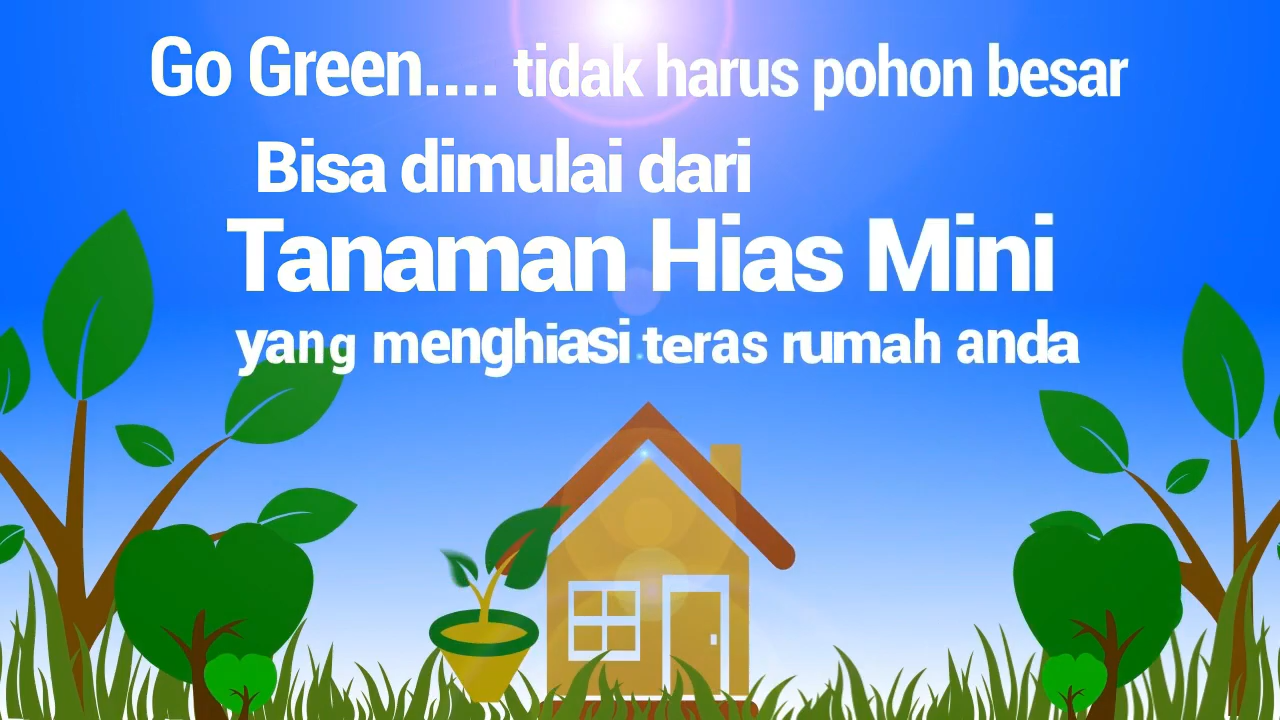 Go Green.... tidak harus pohon besar
Bisa dimulai dari
Tanaman Hias Mini
yang menghiasi teras rumah anda